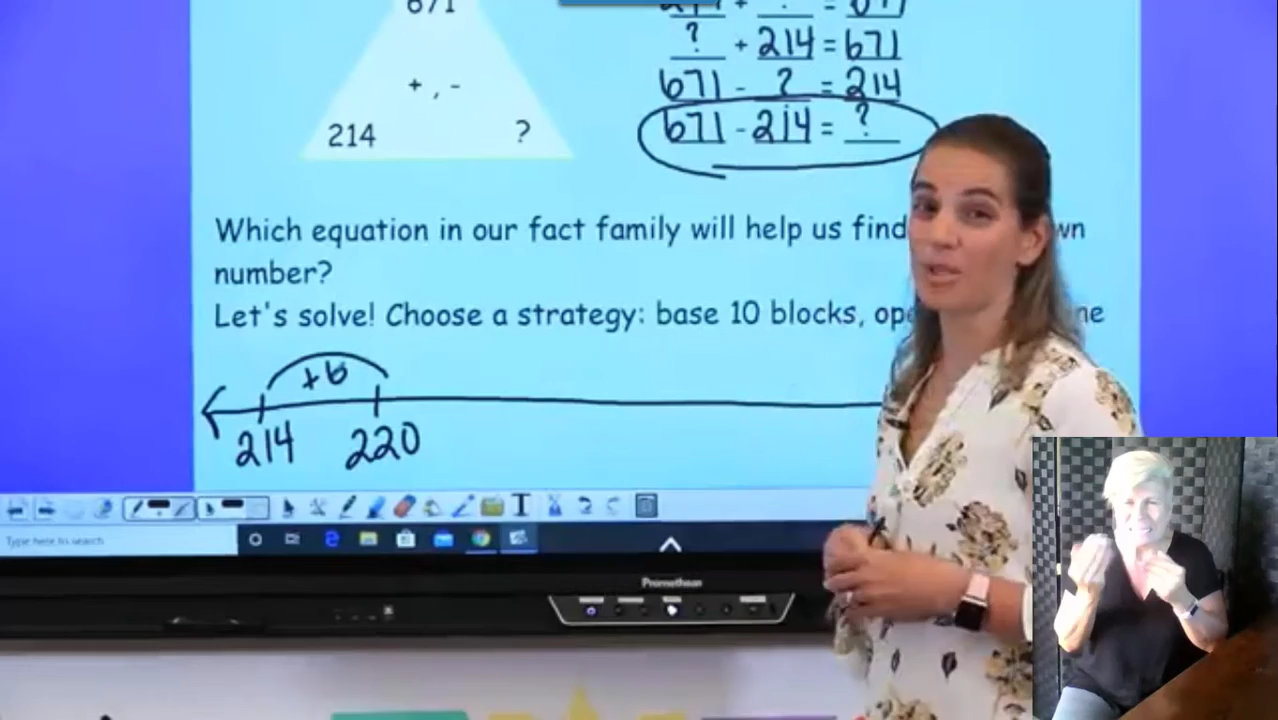 671
? + 214 = 671
+ , -
671 - ? = 214
214 ?
671 - 214 = ?
Which equation in our fact family will help us find
number?
Let's solve! Choose a strategy: base 10 blocks,
+6
214 220
T
Type here to search
Promethean